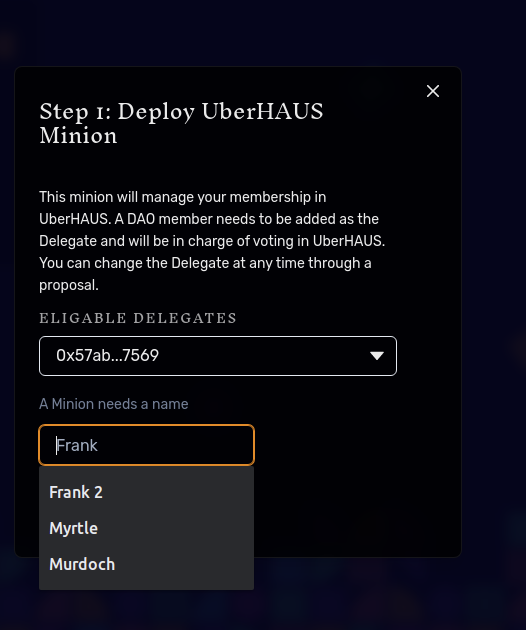 Step 1: Deploy UberHAUS
Minion
This minion will manage your membership in
UberHAUS. A DAO member needs to be added as the
Delegate and will be in charge of voting in UberHAUS.
You can change the Delegate at any time through a
proposal.
ELIGABLE DELEGATES
0x57ab...7569
A Minion needs a name
Frank
Frank 2
Myrtle
Murdoch